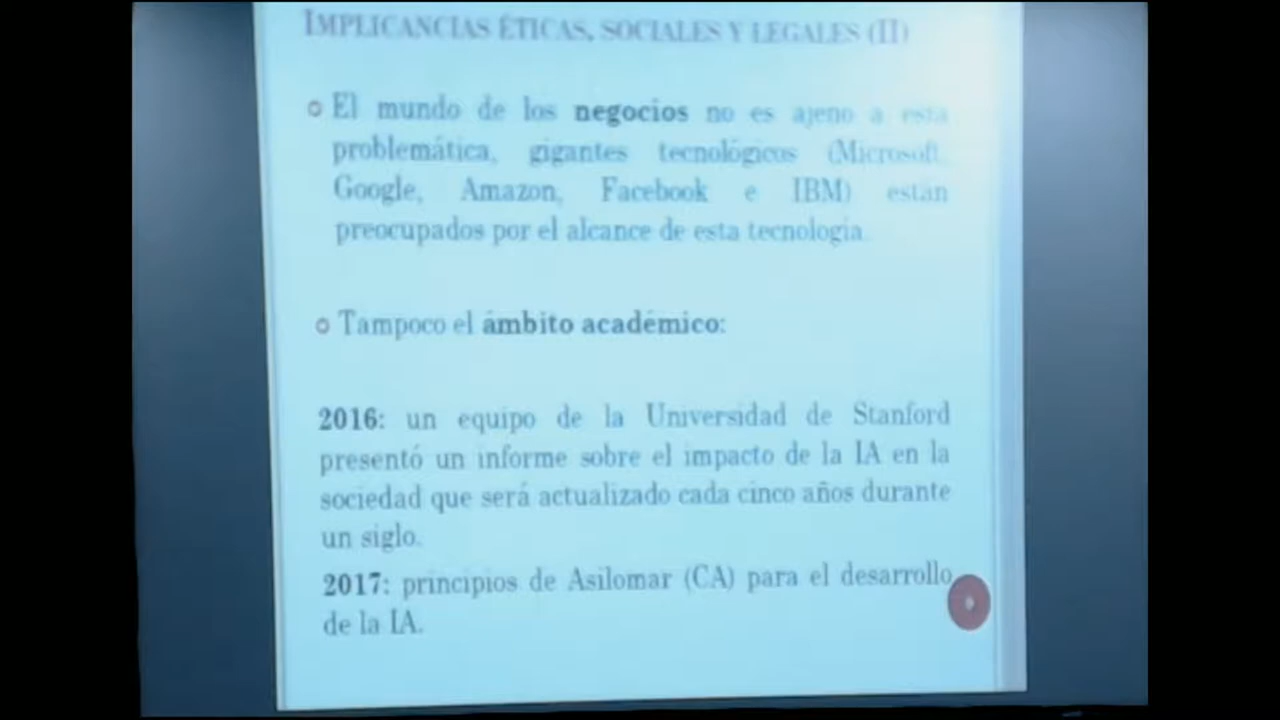 IMPLICANCIAS ÉTICAS, SOCIALES Y LEGALES (II)
El mundo de los negocios no es ajeno a esta
problemática, gigantes tecnológicos (Microsoft,
Google, Amazon, Facebook e IBM) están
preocupados por el alcance de esta tecnología.
Tampoco el ámbito académico:
2016: un equipo de la Universidad de Stanford
presentó un informe sobre el impacto de la IA en la
sociedad que será actualizado cada cinco años durante
un siglo.
2017: principios de Asilomar (CA) para el desarrollo
de la IA.